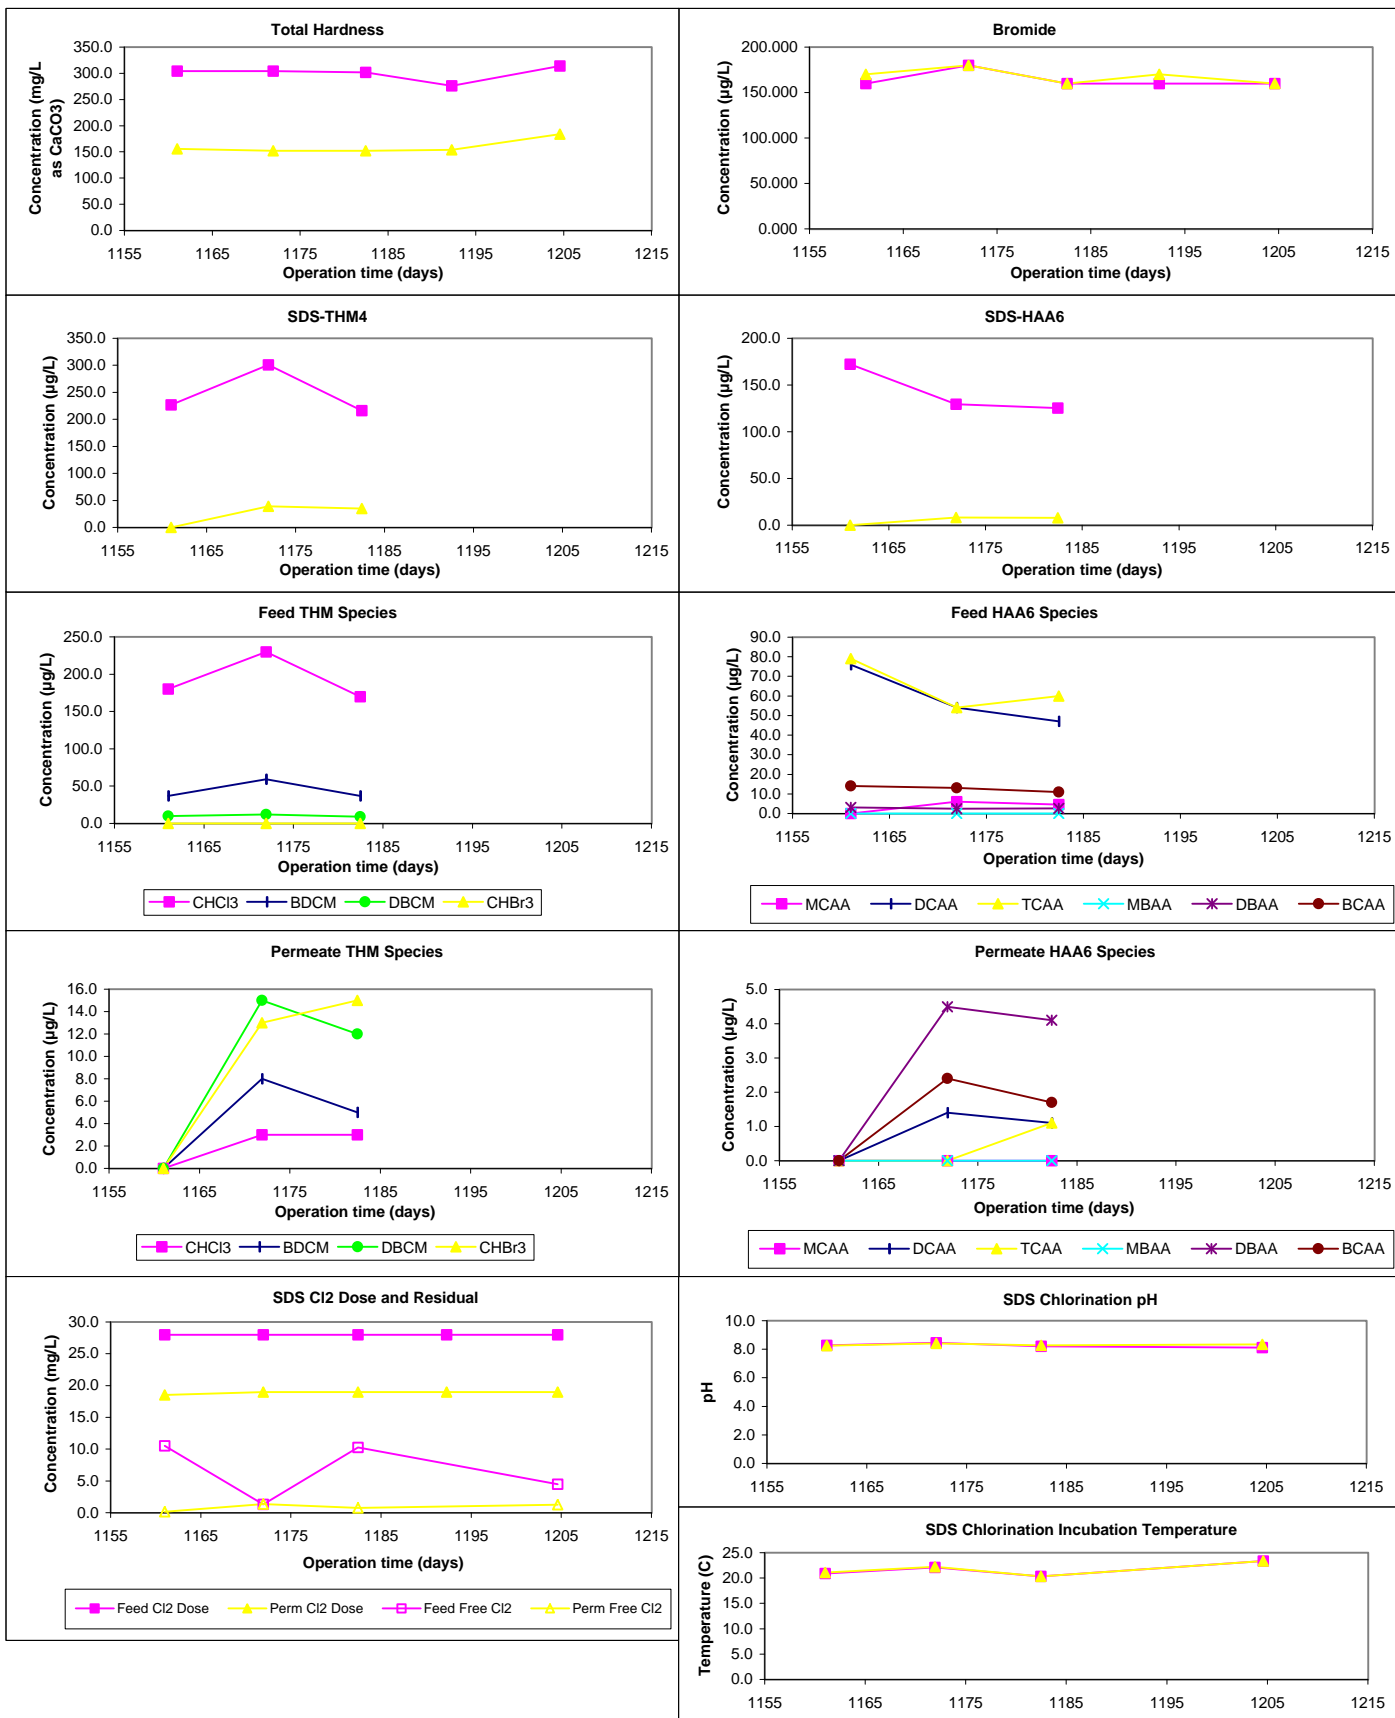 Total Hardness
350.0
300.0
250.0
200.0
150.0
100.0
50.0
0.0
Concentration (mg/L
as CaCO3)
1155 1165 1175 1185 1195 1205 1215
Operation time (days)
Bromide
200.000
150.000
100.000
50.000
0.000
Concentration (µg/L)
1155 1165 1175 1185 1195 1205 1215
Operation time (days)
SDS-THM4
350.0
300.0
250.0
200.0
150.0
100.0
50.0
0.0
Concentration (µg/L)
1155 1165 1175 1185 1195 1205 1215
Operation time (days)
SDS-HAA6
200.0
150.0
100.0
50.0
0.0
Concentration (µg/L)
1155 1165 1175 1185 1195 1205 1215
Operation time (days)
Feed THM Species
250.0
200.0
150.0
100.0
50.0
0.0
Concentration (µg/L)
1155 1165 1175 1185 1195 1205 1215
Operation time (days)
CHCl3 BDCM DBCM CHBr3
Feed HAA6 Species
90.0
80.0
70.0
60.0
50.0
40.0
30.0
20.0
10.0
0.0
Concentration (µg/L)
1155 1165 1175 1185 1195 1205 1215
Operation time (days)
MCAA DCAA TCAA MBAA DBAA BCAA
Permeate THM Species
16.0
14.0
12.0
10.0
8.0
6.0
4.0
2.0
0.0
Concentration (µg/L)
1155 1165 1175 1185 1195 1205 1215
Operation time (days)
CHCl3 BDCM DBCM CHBr3
Permeate HAA6 Species
5.0
4.0
3.0
2.0
1.0
0.0
Concentration (µg/L)
1155 1165 1175 1185 1195 1205 1215
Operation time (days)
MCAA DCAA TCAA MBAA DBAA BCAA
SDS Cl2 Dose and Residual
30.0
25.0
20.0
15.0
10.0
5.0
0.0
Concentration (mg/L)
1155 1165 1175 1185 1195 1205 1215
Operation time (days)
Feed Cl2 Dose Perm Cl2 Dose Feed Free Cl2 Perm Free Cl2
SDS Chlorination pH
10.0
8.0
6.0
4.0
2.0
0.0
pH
1155 1165 1175 1185 1195 1205 1215
SDS Chlorination Incubation Temperature
25.0
20.0
15.0
10.0
5.0
0.0
Temperature (C)
1155 1165 1175 1185 1195 1205 1215